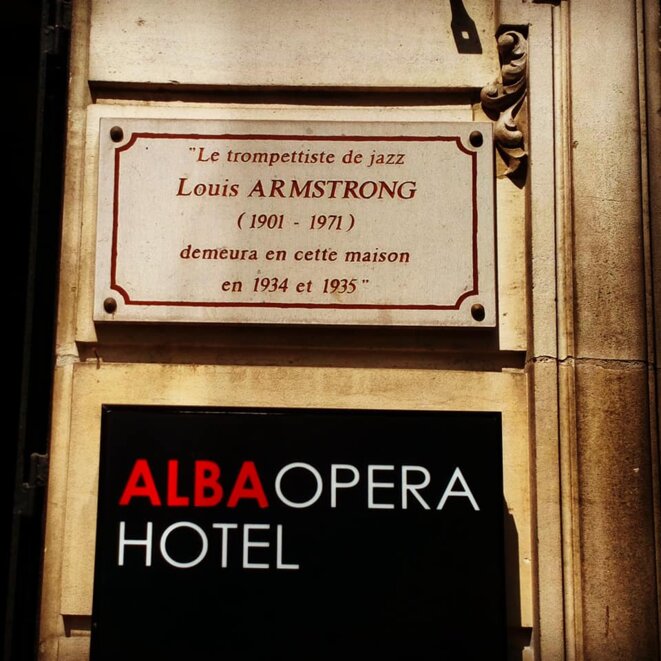 "Le trompettiste de jazz
Louis ARMSTRONG
(1901 - 1971)
demeura en cette maison
en 1934 et 1935"
ALBAOPERA
HOTEL